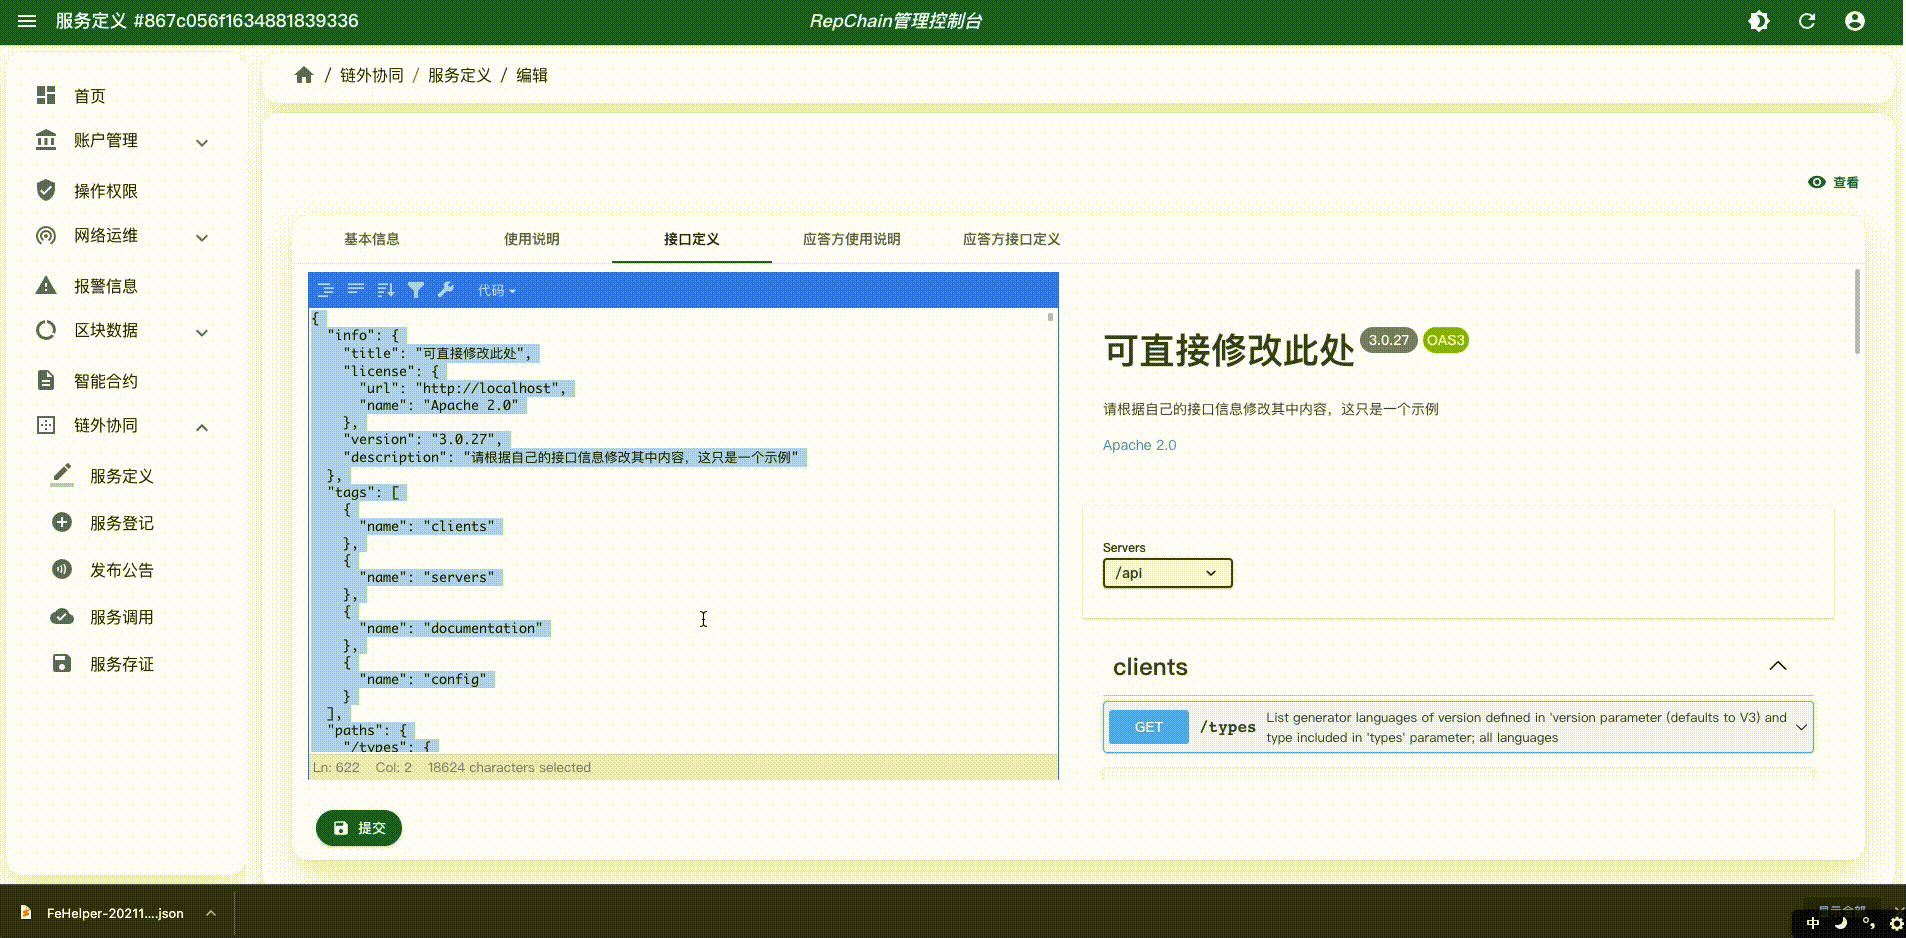 服务定义 #867c056f1634881839336
RepChain管理控制台
首页
账户管理
操作权限
网络运维
报警信息
区块数据
智能合约
链外协同
服务定义
服务登记
发布公告
服务调用
服务存证
/ 链外协同 / 服务定义 / 编辑
查看
基本信息 使用说明 接口定义 应答方使用说明 应答方接口定义
代码
{
"info": {
"title": "可直接修改此处",
"license": {
"url": "http://localhost",
"name": "Apache 2.0"
},
"version": "3.0.27",
"description": "请根据自己的接口信息修改其中内容，这只是一个示例"
},
"tags": [
{
"name": "clients"
},
{
"name": "servers"
},
{
"name": "documentation"
},
{
"name": "config"
}
],
"paths": {
"/types": {
Ln: 622 Col: 2 18624 characters selected
提交
可直接修改此处 3.0.27 OAS3
请根据自己的接口信息修改其中内容，这只是一个示例
Apache 2.0
Servers
/api
clients
GET /types List generator languages of version defined in 'version parameter (defaults to V3) and
type included in 'types' parameter; all languages
FeHelper-20211....json
显示全部
中